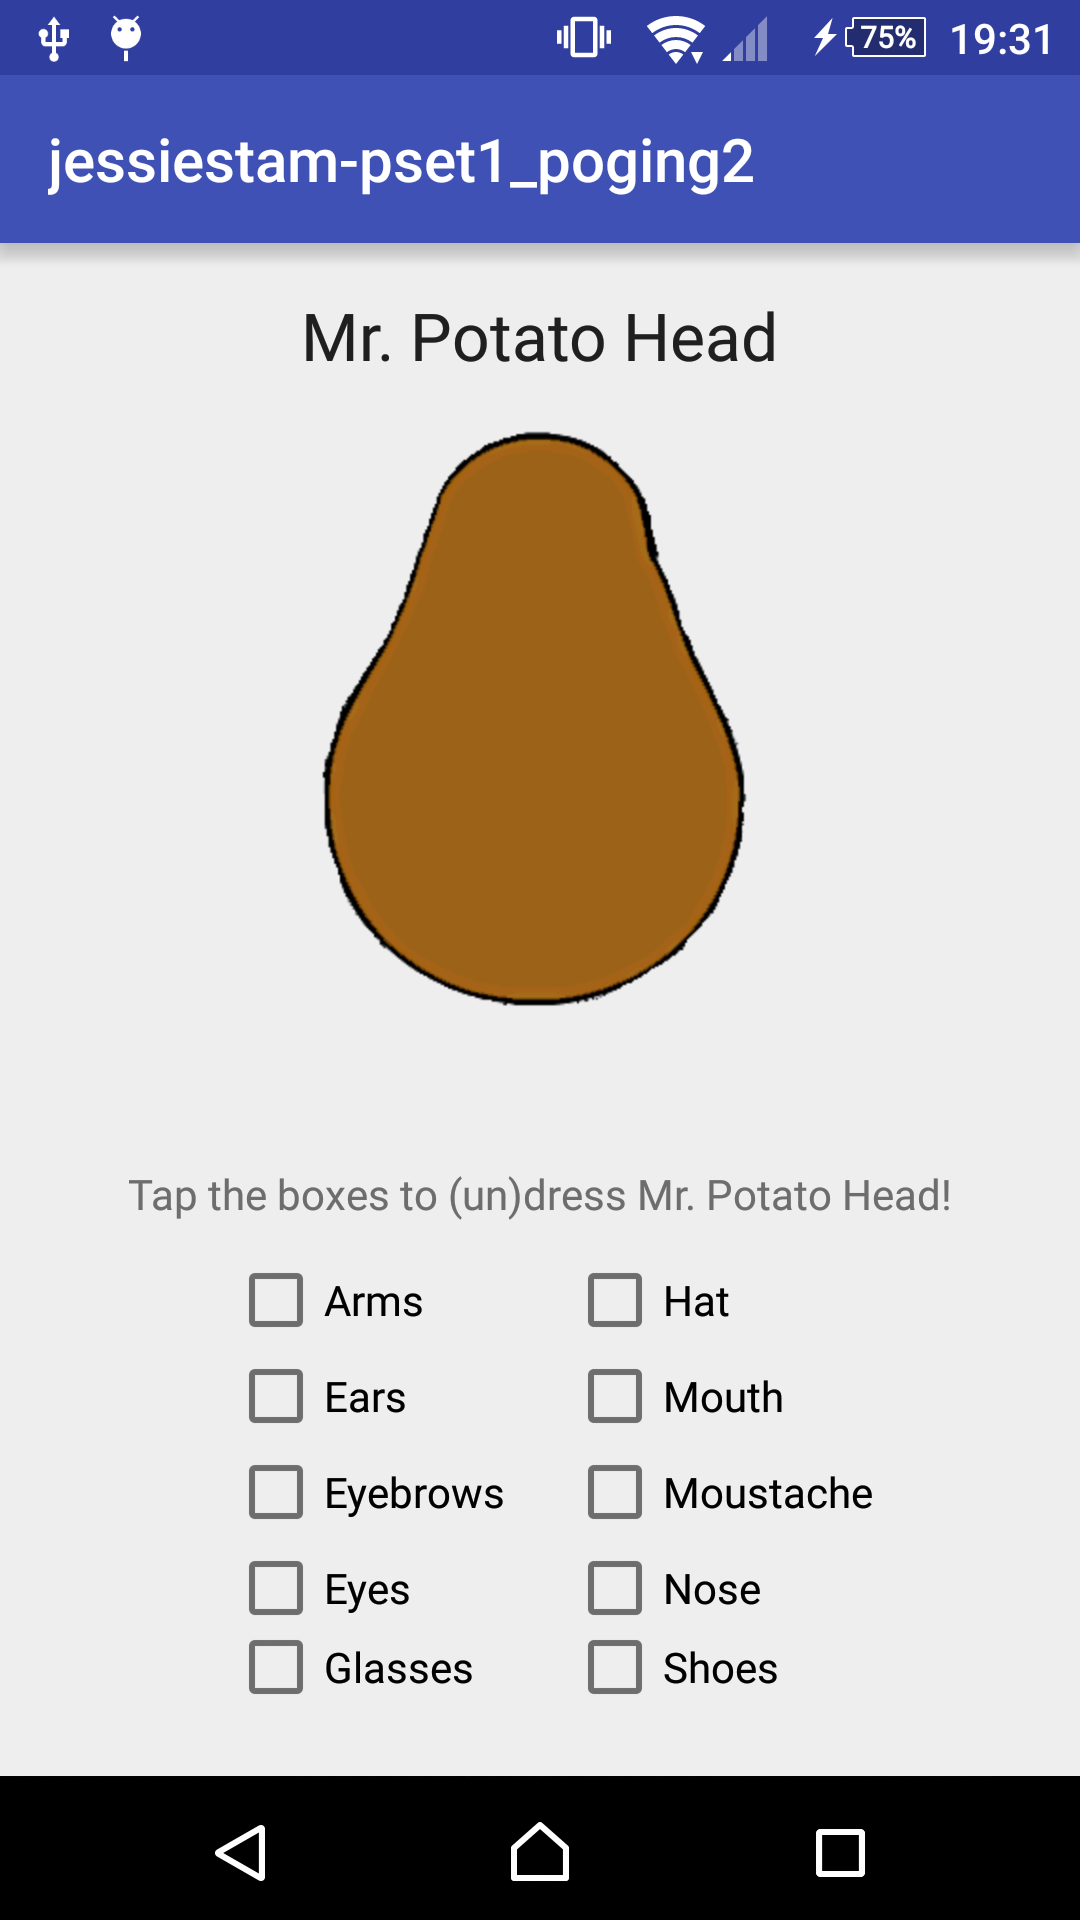 75% 19:31
jessiestam-pset1_poging2
Mr. Potato Head
Tap the boxes to (un)dress Mr. Potato Head!
Arms Hat
Ears Mouth
Eyebrows Moustache
Eyes Nose
Glasses Shoes